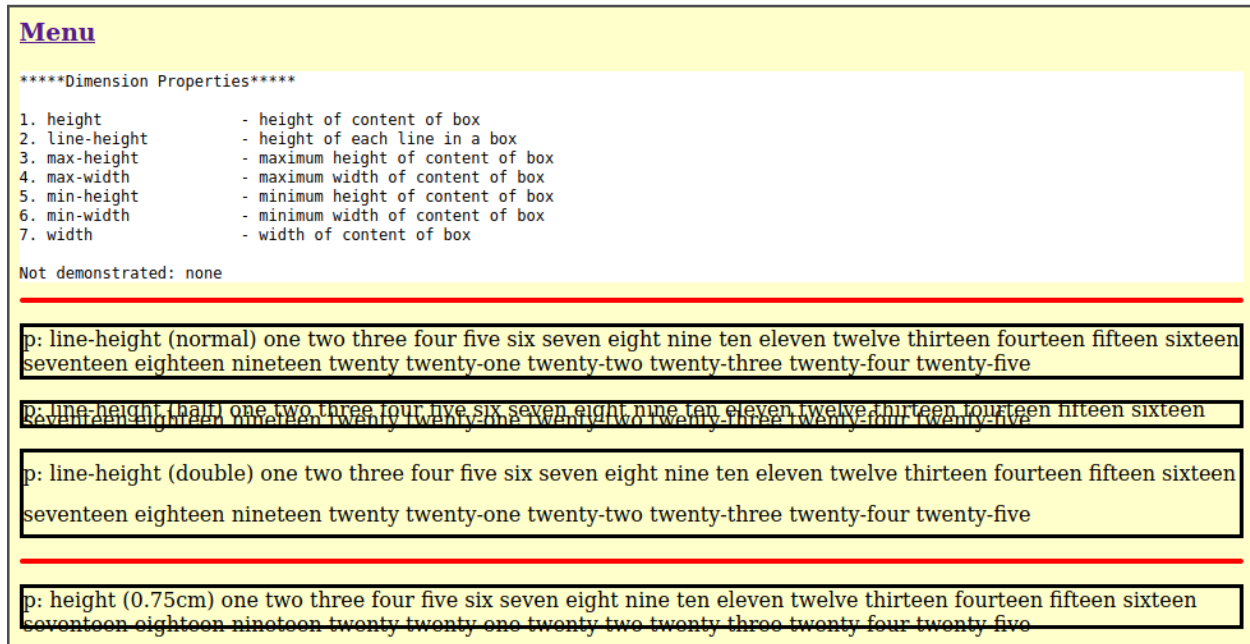 Menu
*****Dimension Properties*****
1. height - height of content of box
2. line-height - height of each line in a box
3. max-height - maximum height of content of box
4. max-width - maximum width of content of box
5. min-height - minimum height of content of box
6. min-width - minimum width of content of box
7. width - width of content of box
Not demonstrated: none
p: line-height (normal) one two three four five six seven eight nine ten eleven twelve thirteen fourteen fifteen sixteen
seventeen eighteen nineteen twenty twenty-one twenty-two twenty-three twenty-four twenty-five
p: line-height (half) one two three four five six seven eight nine ten eleven twelve thirteen fourteen fifteen sixteen
seventeen eighteen nineteen twenty twenty-one twenty-two twenty-three twenty-four twenty-five
p: line-height (double) one two three four five six seven eight nine ten eleven twelve thirteen fourteen fifteen sixteen
seventeen eighteen nineteen twenty twenty-one twenty-two twenty-three twenty-four twenty-five
p: height (0.75cm) one two three four five six seven eight nine ten eleven twelve thirteen fourteen fifteen sixteen
seventeen eighteen nineteen twenty twenty-one twenty-two twenty-three twenty-four twenty-five